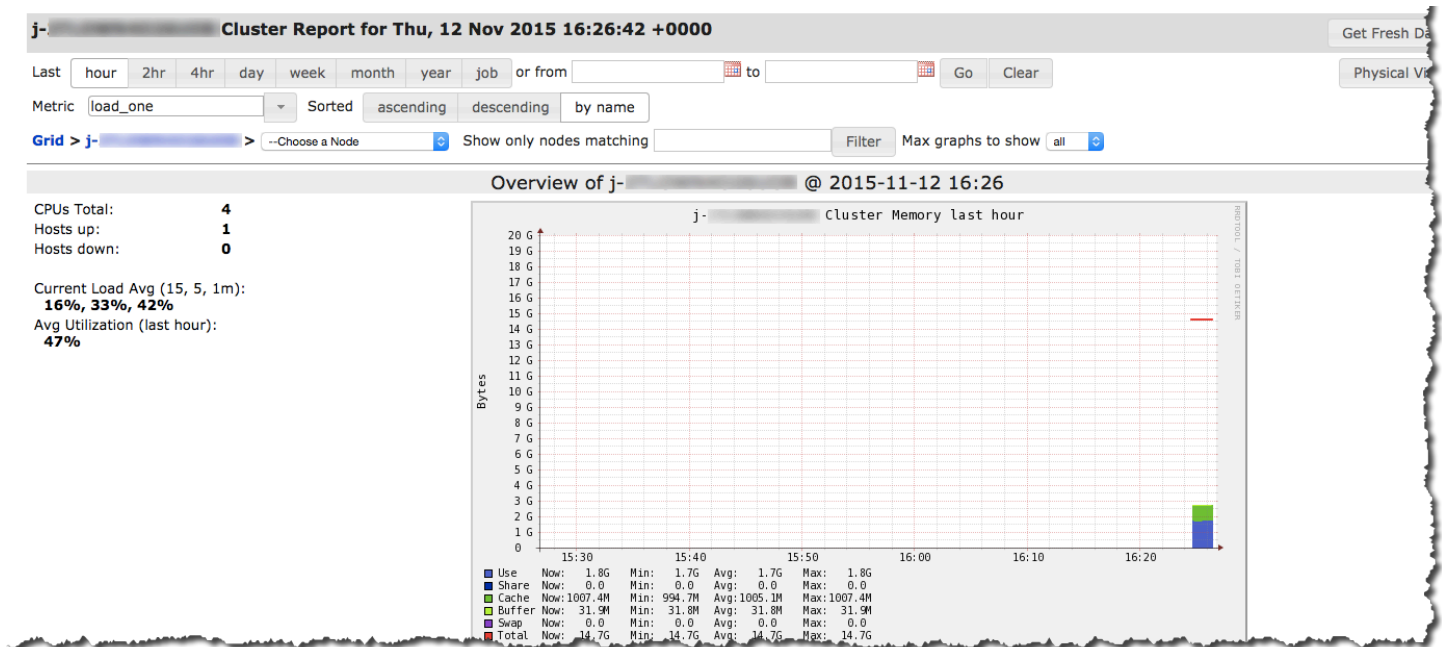 j- Cluster Report for Thu, 12 Nov 2015 16:26:42 +0000
Get Fresh Da
Last hour 2hr 4hr day week month year job or from to Go Clear
Physical Vi
Metric load_one Sorted ascending descending by name
Grid > j- > --Choose a Node Show only nodes matching Filter Max graphs to show all
Overview of j- @ 2015-11-12 16:26
CPUs Total: 4
Hosts up: 1
Hosts down: 0
Current Load Avg (15, 5, 1m):
16%, 33%, 42%
Avg Utilization (last hour):
47%
j- Cluster Memory last hour
RRDTOOL / TOBI OETIKER
Bytes
20 G
19 G
18 G
17 G
16 G
15 G
14 G
13 G
12 G
11 G
10 G
9 G
8 G
7 G
6 G
5 G
4 G
3 G
2 G
1 G
0
15:30 15:40 15:50 16:00 16:10 16:20
Use Now: 1.8G Min: 1.7G Avg: 1.7G Max: 1.8G
Share Now: 0.0 Min: 0.0 Avg: 0.0 Max: 0.0
Cache Now:1007.4M Min: 994.7M Avg:1005.1M Max:1007.4M
Buffer Now: 31.9M Min: 31.8M Avg: 31.8M Max: 31.9M
Swap Now: 0.0 Min: 0.0 Avg: 0.0 Max: 0.0
Total Now: 14.7G Min: 14.7G Avg: 14.7G Max: 14.7G